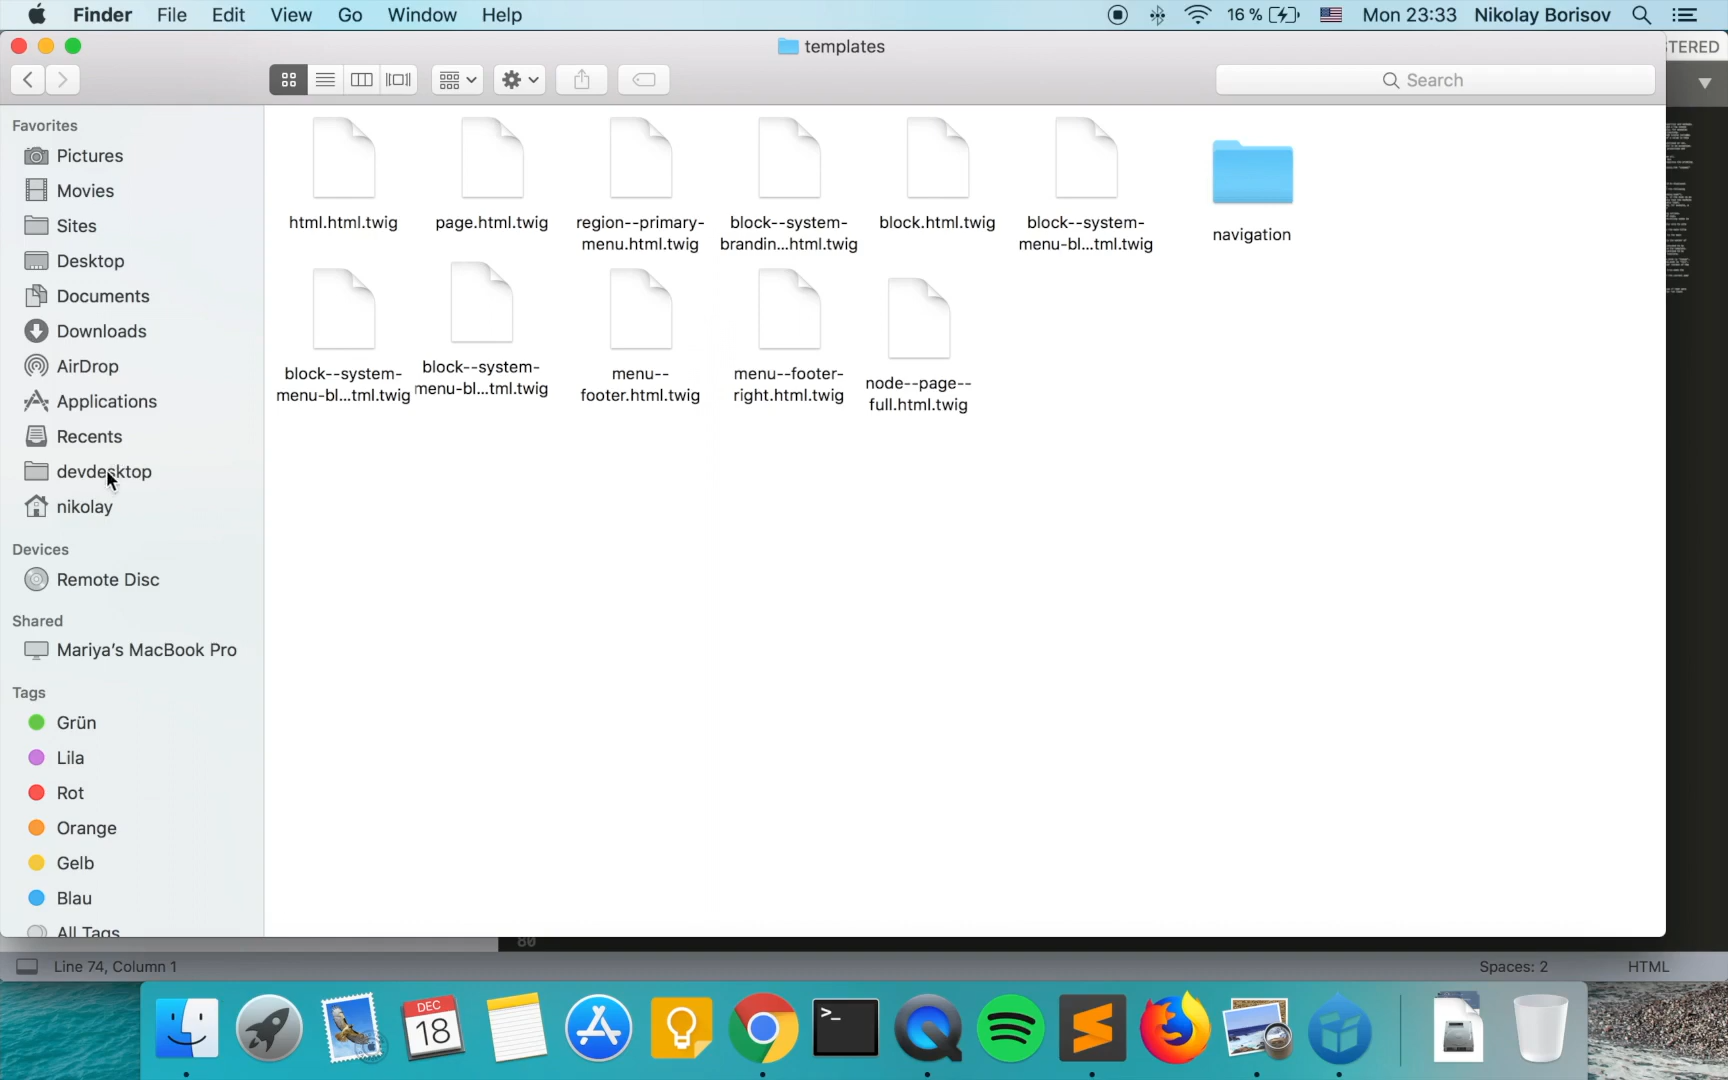 Finder File Edit View Go Window Help 16 % Mon 23:33 Nikolay Borisov
templates
TERED
Search
Favorites
Pictures
Movies
Sites
Desktop
Documents
Downloads
AirDrop
Applications
Recents
devdesktop
nikolay
Devices
Remote Disc
Shared
Mariya's MacBook Pro
Tags
Grün
Lila
Rot
Orange
Gelb
Blau
All Tags
html.html.twig
page.html.twig
region--primary-
menu.html.twig
block--system-
brandin...html.twig
block.html.twig
block--system-
menu-bl...tml.twig
navigation
block--system-
menu-bl...tml.twig
block--system-
menu-bl...tml.twig
menu--
footer.html.twig
menu--footer-
right.html.twig
node--page--
full.html.twig
80
Line 74, Column 1
Spaces: 2
HTML
DEC
18
>_